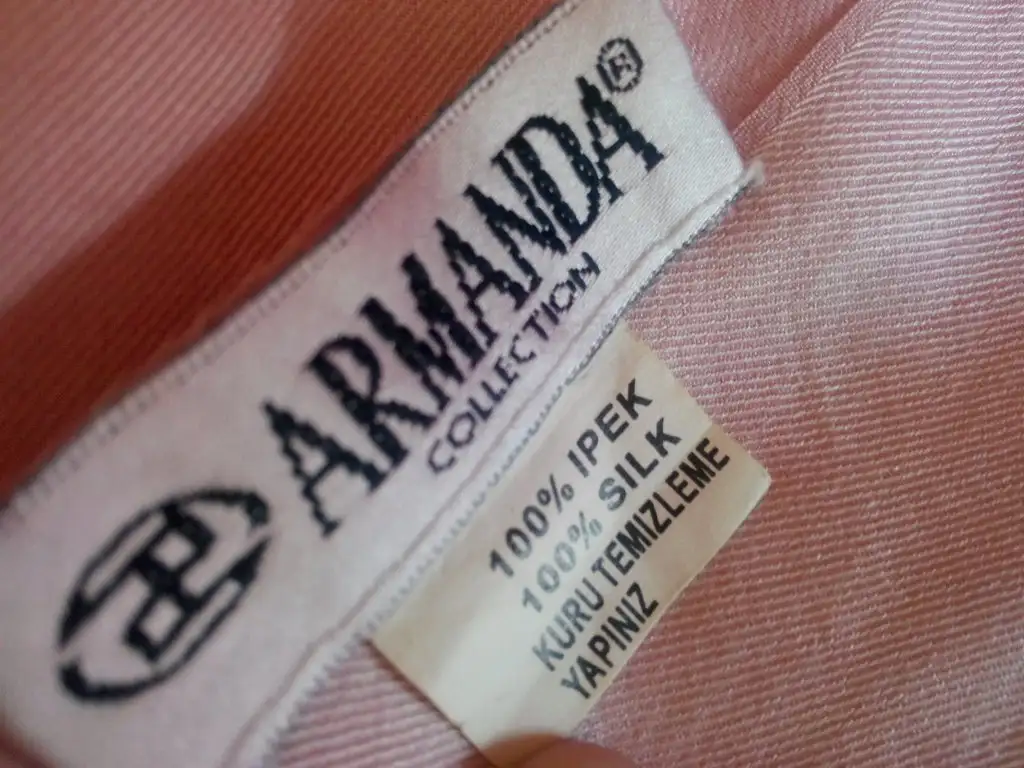 ARMANDA®
COLLECTION
100% IPEK
100% SILK
KURU TEMIZLEME
YAPINIZ